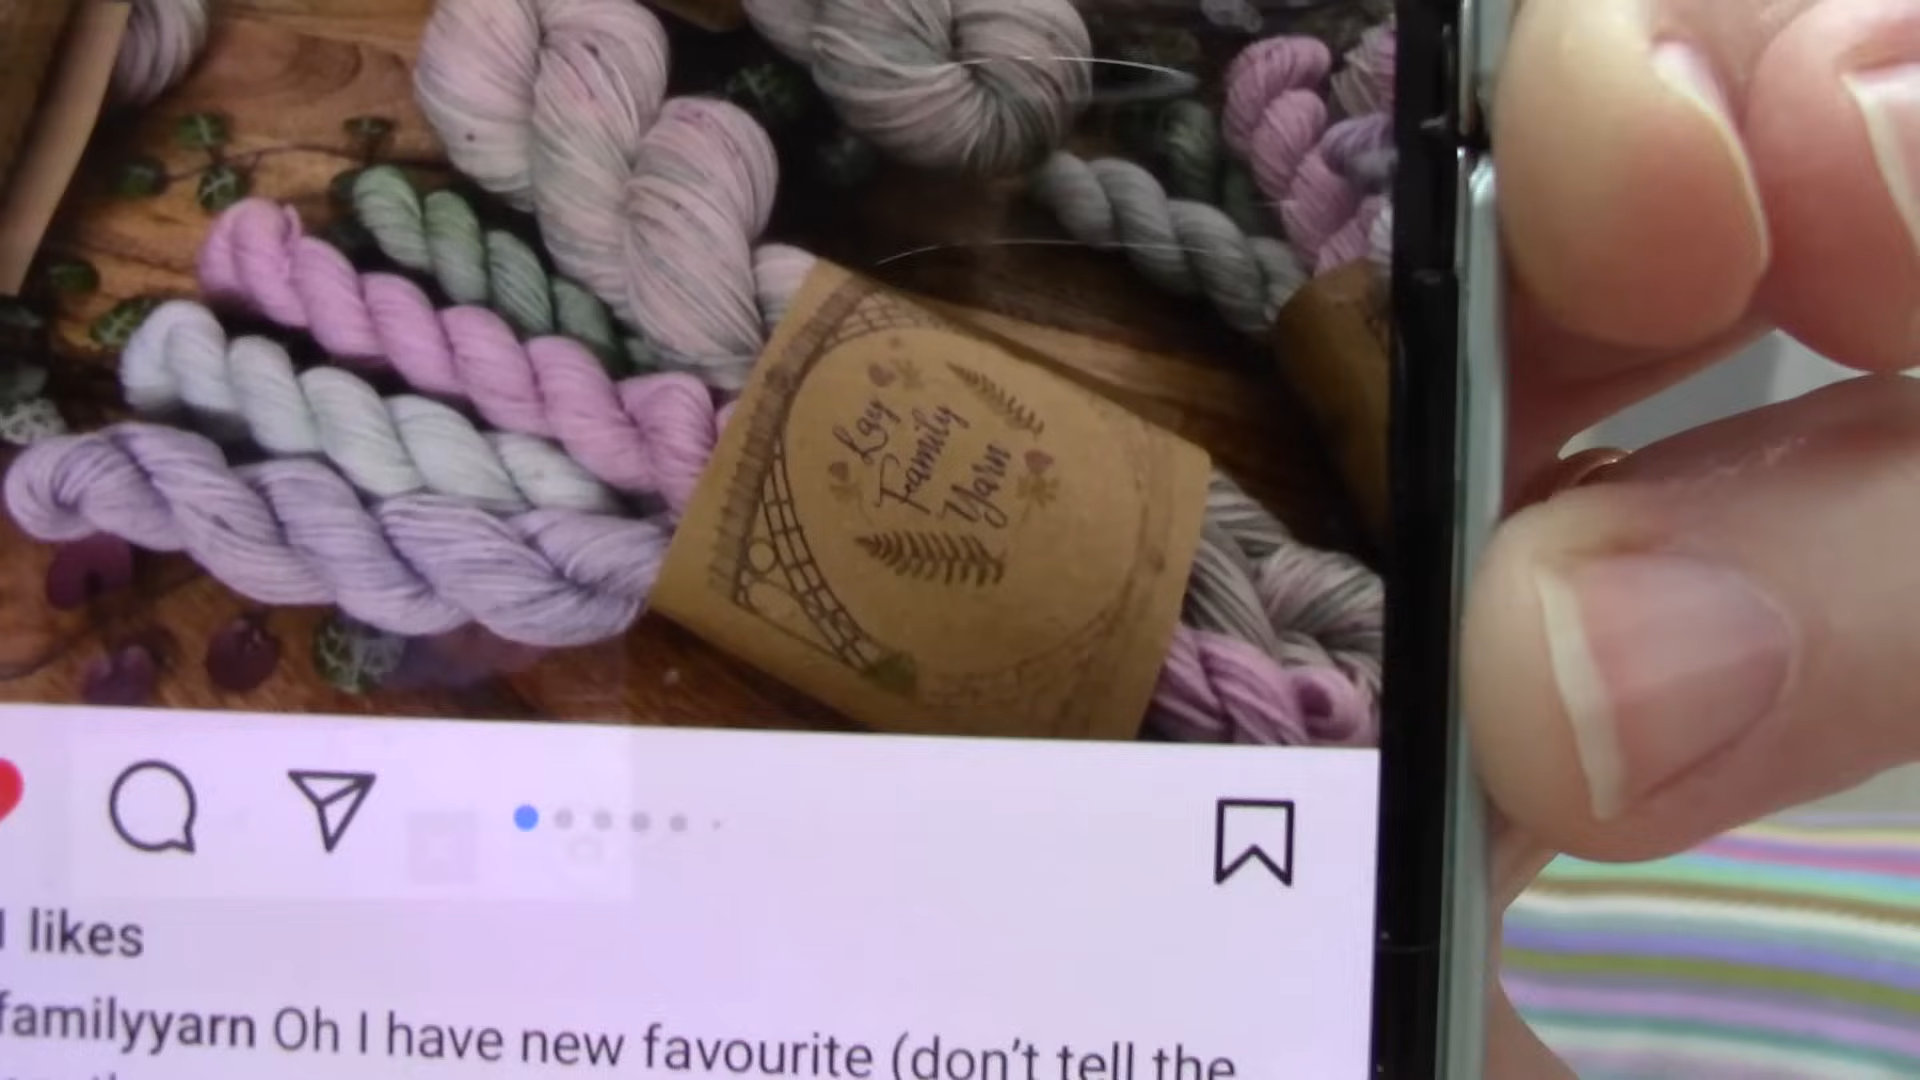 Lay
Family
Yarn
likes
familyyarn Oh I have new favourite (don't tell the